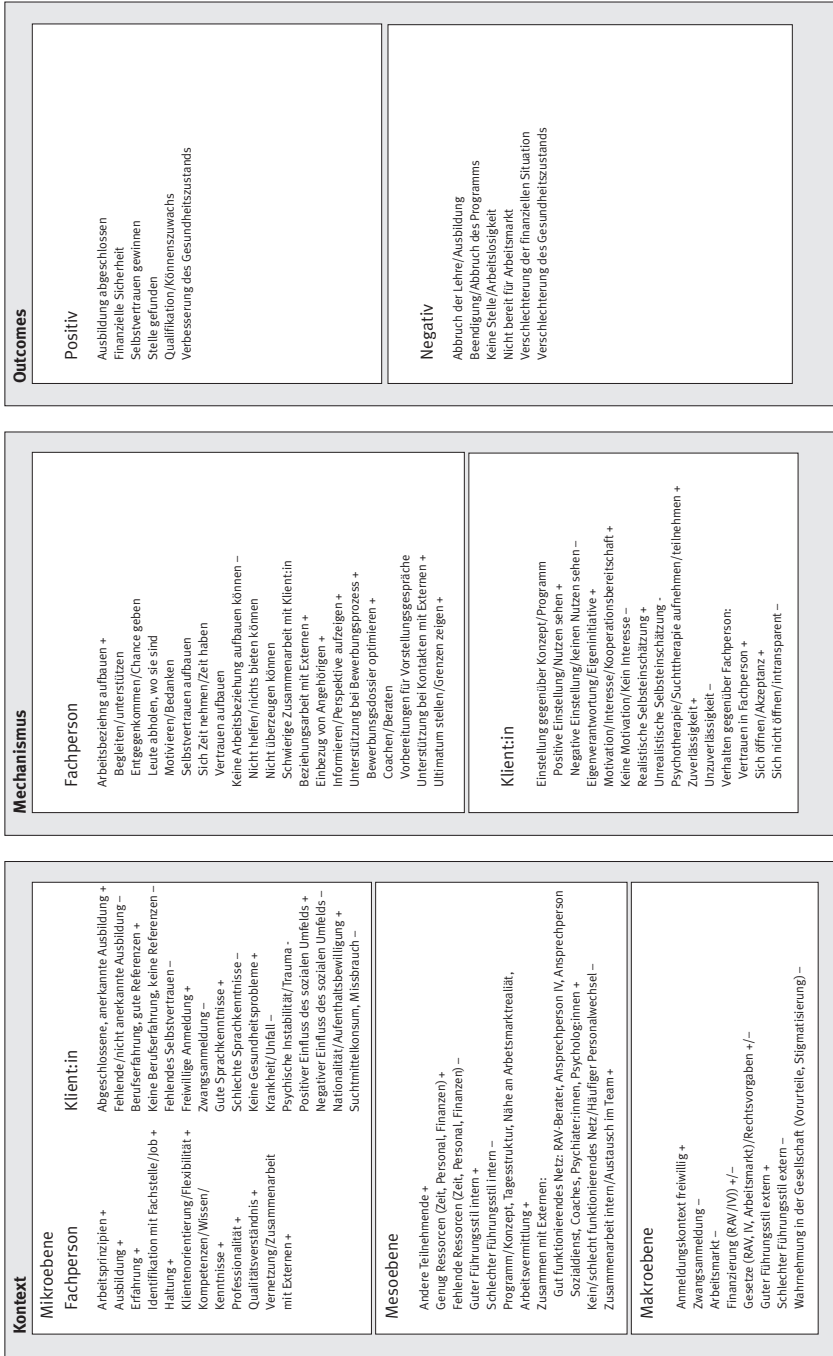 Kontext
Mikroebene
Fachperson
Arbeitsprinzipien +
Ausbildung +
Erfahrung +
Identifikation mit Fachstelle/Job +
Haltung +
Klientenorientierung/Flexibilität +
Kompetenzen/Wissen/
Kenntnisse +
Professionalität +
Qualitätsverständnis +
Vernetzung/Zusammenarbeit
mit Externen +
Klient:in
Abgeschlossene, anerkannte Ausbildung +
Fehlende/nicht anerkannte Ausbildung –
Berufserfahrung, gute Referenzen +
Keine Berufserfahrung, keine Referenzen –
Fehlendes Selbstvertrauen –
Freiwillige Anmeldung +
Zwangsanmeldung –
Gute Sprachkenntnisse +
Schlechte Sprachkenntnisse –
Keine Gesundheitsprobleme +
Krankheit/Unfall –
Psychische Instabilität/Trauma -
Positiver Einfluss des sozialen Umfelds +
Negativer Einfluss des sozialen Umfelds –
Nationalität/Aufenthaltsbewilligung +
Suchtmittelkonsum, Missbrauch –
Mesoebene
Andere Teilnehmende +
Genug Ressorcen (Zeit, Personal, Finanzen) +
Fehlende Ressorcen (Zeit, Personal, Finanzen) –
Guter Führungsstil intern +
Schlechter Führungsstil intern –
Programm/Konzept, Tagesstruktur, Nähe an Arbetsmarktrealiät,
Arbeitsvermittlung +
Zusammen mit Externen:
Gut funktionierendes Netz: RAV-Berater, Ansprechperson IV, Ansprechperson
Sozialdienst, Coaches, Psychiater:innen, Psycholog:innen +
Kein/schlecht funktionierendes Netz/Häufiger Personalwechsel –
Zusammenarbeit intern/Austausch im Team +
Makroebene
Anmeldungskontext freiwillig +
Zwangsanmeldung –
Arbeitsmarkt –
Finanzierung (RAV/IV)) +/–
Gesetze (RAV, IV, Arbeitsmarkt)/Rechtsvorgaben +/–
Guter Führungsstil extern +
Schlechter Führungsstil extern –
Wahrnehmung in der Gesellschaft (Vorurteile, Stigmatisierung) –
Mechanismus
Fachperson
Arbeitsbeziehng aufbauen +
Begleiten/unterstützen
Entgegenkommen/Chance geben
Leute abholen, wo sie sind
Motivieren/Bedanken
Selbstvertrauen aufbauen
Sich Zeit nehmen/Zeit haben
Vertrauen aufbauen
Keine Arbeitsbeziehung aufbauen können –
Nicht helfen/nichts bieten können
Nicht überzeugen können
Schwierige Zusammenarbeit mit Klient:in
Beziehungsarbeit mit Externen +
Einbezug von Angehörigen +
Informieren/Perspektive aufzeigen +
Unterstützung bei Bewerbungsprozess +
Bewerbunsgsdossier optimieren +
Coachen/Beraten
Vorbereitungen für Vorstellungsgespräche
Unterstützung bei Kontakten mit Externen +
Ultimatum stellen/Grenzen zeigen +
Klient:in
Einstellung gegenüber Konzept/Programm
Positive Einstellung/Nutzen sehen +
Negative Einstellung/keinen Nutzen sehen –
Eigenverantwortung/Eigeninitiative +
Motivation/Interesse/Kooperationsbereitschaft +
Keine Motivation/Kein Interesse –
Realistische Selbsteinschätzung +
Unrealistische Selbsteinschätzung -
Psychotherapie/Suchttherapie aufnehmen/teilnehmen +
Zuverlässigkeit +
Unzuverlässigkeit –
Verhalten gegenüber Fachperson:
Vertrauen in Fachperson +
Sich öffnen/Akzeptanz +
Sich nicht öffnen/intransparent –
Outcomes
Positiv
Ausbildung abgeschlossen
Finanzielle Sicherheit
Selbstvertrauen gewinnen
Stelle gefunden
Qualifikation/Könnenszuwachs
Verbesserung des Gesundheitszustands
Negativ
Abbruch der Lehre/Ausbildung
Beendigung/Abbruch des Programms
Keine Stelle/Arbeitslosigkeit
Nicht bereit für Arbeitsmarkt
Verschlechterung der finanziellen Situation
Verschlechterung des Gesundheitszustands